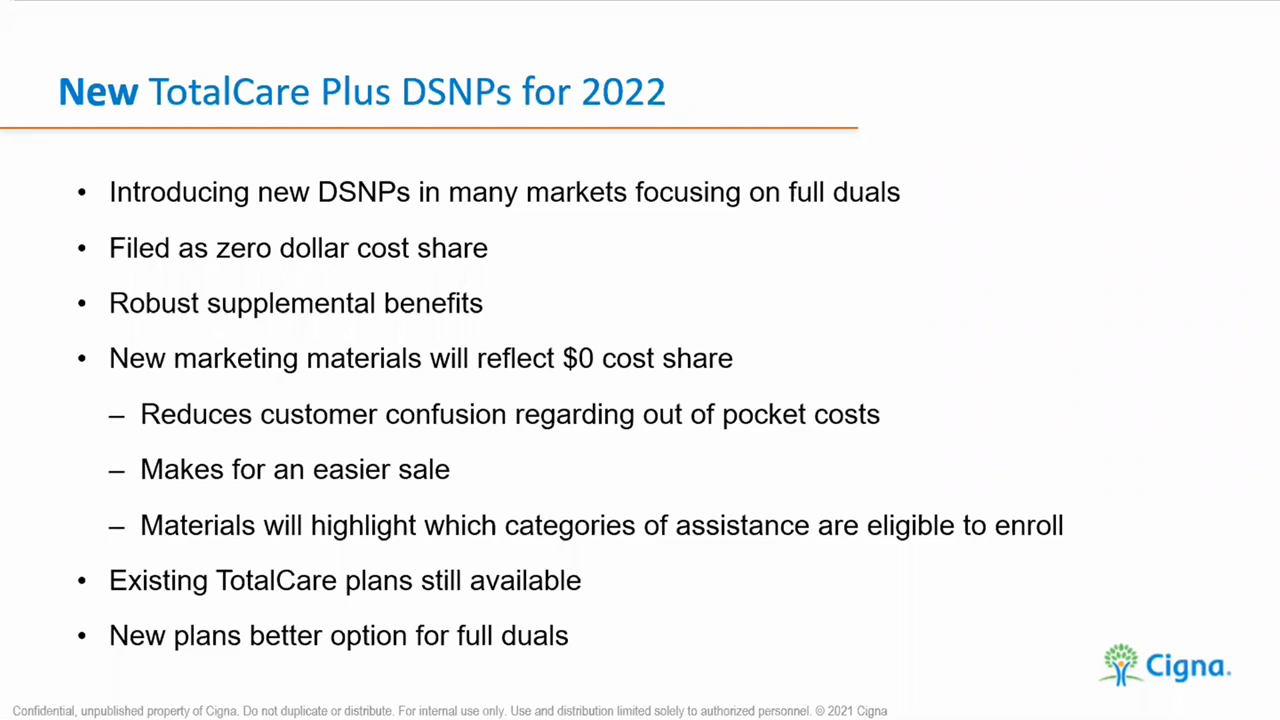 New TotalCare Plus DSNPs for 2022
• Introducing new DSNPs in many markets focusing on full duals
• Filed as zero dollar cost share
• Robust supplemental benefits
• New marketing materials will reflect $0 cost share
– Reduces customer confusion regarding out of pocket costs
– Makes for an easier sale
– Materials will highlight which categories of assistance are eligible to enroll
• Existing TotalCare plans still available
• New plans better option for full duals
Cigna.
Confidential, unpublished property of Cigna. Do not duplicate or distribute. For internal use only. Use and distribution limited solely to authorized personnel. © 2021 Cigna